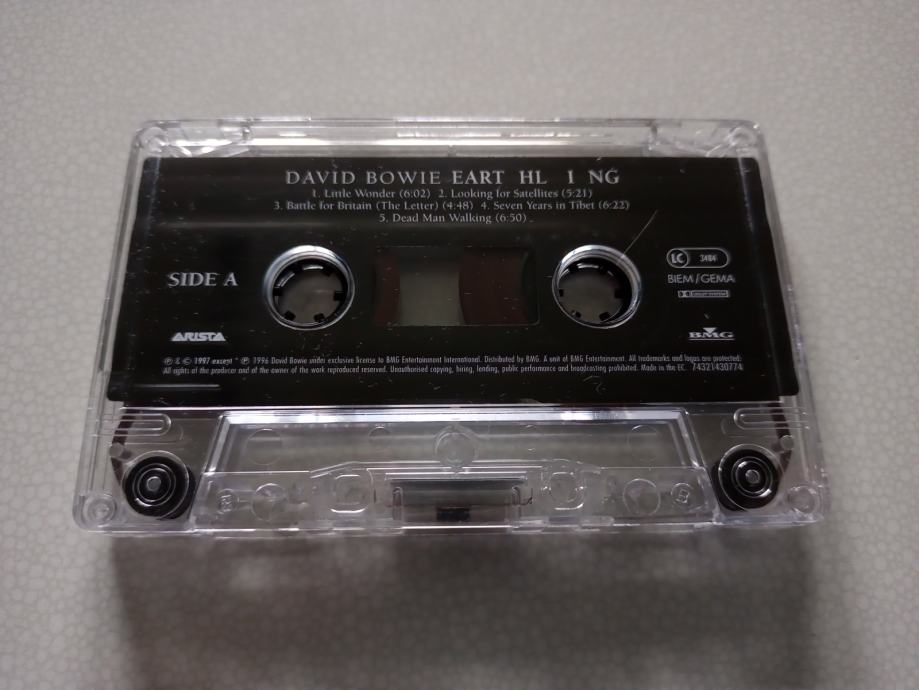 DAVID BOWIE EART HL I NG
1. Little Wonder (6:02) 2. Looking for Satellites (5:21)
3. Battle for Britain (The Letter) (4:48) 4. Seven Years in Tibet (6:22)
5. Dead Man Walking (6:50)
SIDE A
LC 3484
BIEM/GEMA
ARISTA
BMG
℗ & © 1997 except * ℗ 1996 David Bowie under exclusive license to BMG Entertainment International. Distributed by BMG. A unit of BMG Entertainment. All trademarks and logos are protected.
All rights of the producer and of the owner of the work reproduced reserved. Unauthorised copying, hiring, lending, public performance and broadcasting prohibited. Made in the EC. 74321430774